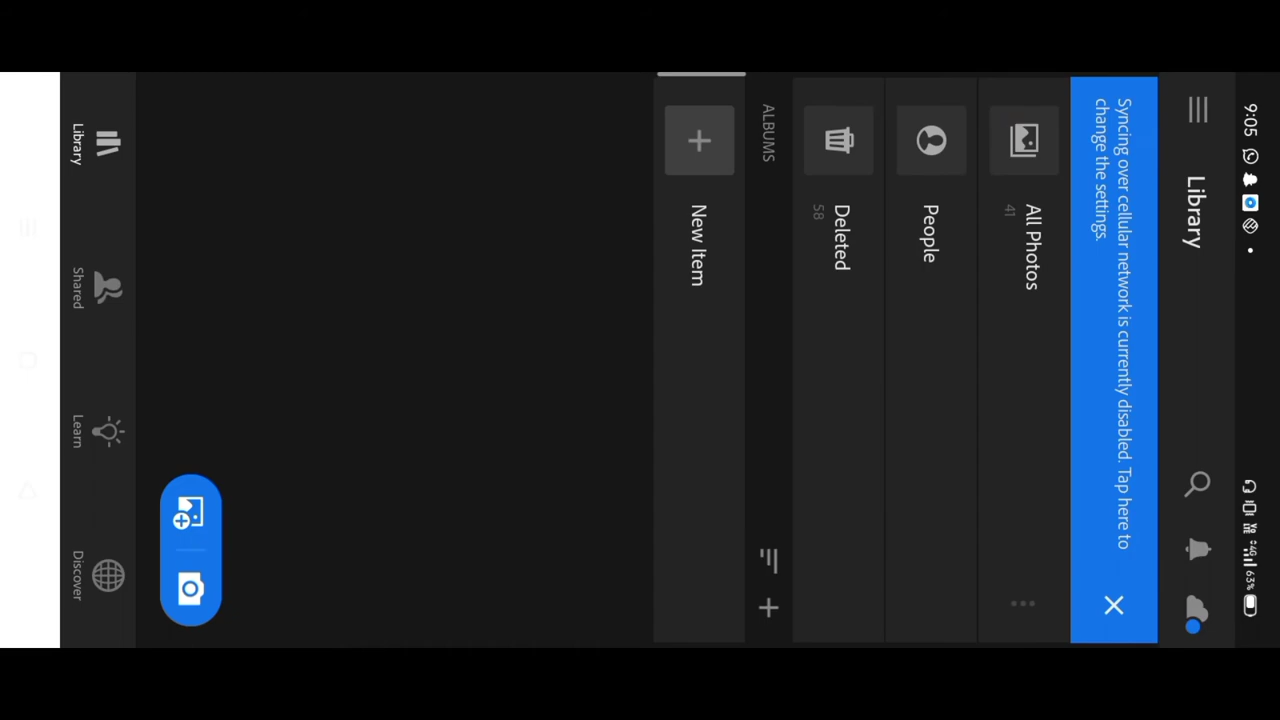 9:05
63%
Library
Syncing over cellular network is currently disabled. Tap here to
change the settings.
All Photos
41
People
Deleted
58
ALBUMS
New Item
Library
Shared
Learn
Discover